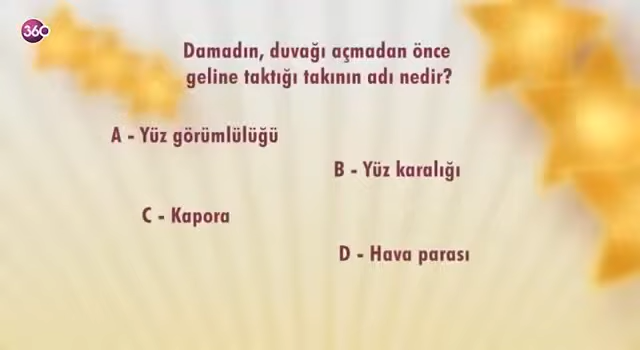 360
Damadın, duvağı açmadan önce
geline taktığı takının adı nedir?
A - Yüz görümlülüğü
B - Yüz karalığı
C - Kapora
D - Hava parası